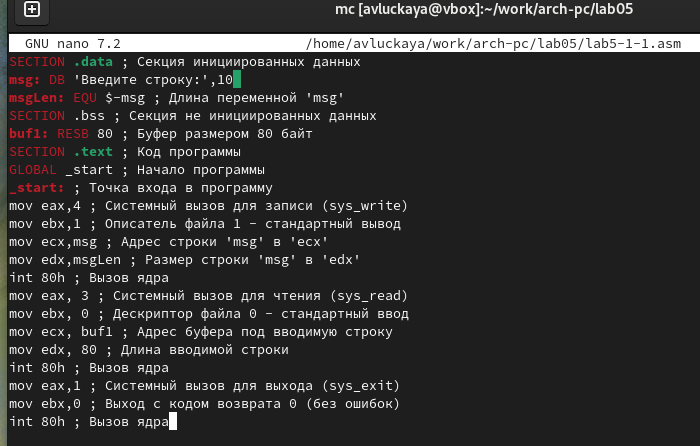 mc [avluckaya@vbox]:~/work/arch-pc/lab05
GNU nano 7.2 /home/avluckaya/work/arch-pc/lab05/lab5-1-1.asm
SECTION .data ; Секция инициированных данных
msg: DB 'Введите строку:',10
msgLen: EQU $-msg ; Длина переменной 'msg'
SECTION .bss ; Секция не инициированных данных
buf1: RESB 80 ; Буфер размером 80 байт
SECTION .text ; Код программы
GLOBAL _start ; Начало программы
_start: ; Точка входа в программу
mov eax,4 ; Системный вызов для записи (sys_write)
mov ebx,1 ; Описатель файла 1 - стандартный вывод
mov ecx,msg ; Адрес строки 'msg' в 'ecx'
mov edx,msgLen ; Размер строки 'msg' в 'edx'
int 80h ; Вызов ядра
mov eax, 3 ; Системный вызов для чтения (sys_read)
mov ebx, 0 ; Дескриптор файла 0 - стандартный ввод
mov ecx, buf1 ; Адрес буфера под вводимую строку
mov edx, 80 ; Длина вводимой строки
int 80h ; Вызов ядра
mov eax,1 ; Системный вызов для выхода (sys_exit)
mov ebx,0 ; Выход с кодом возврата 0 (без ошибок)
int 80h ; Вызов ядра